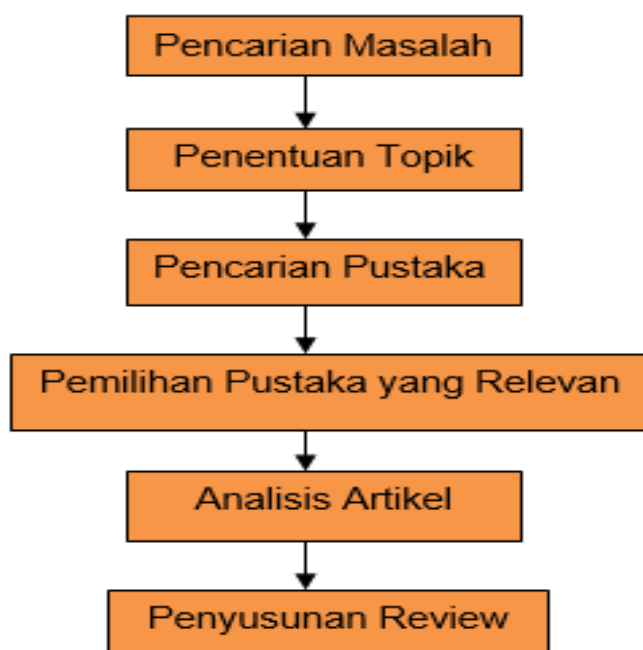 Pencarian Masalah
Penentuan Topik
Pencarian Pustaka
Pemilihan Pustaka yang Relevan
Analisis Artikel
Penyusunan Review